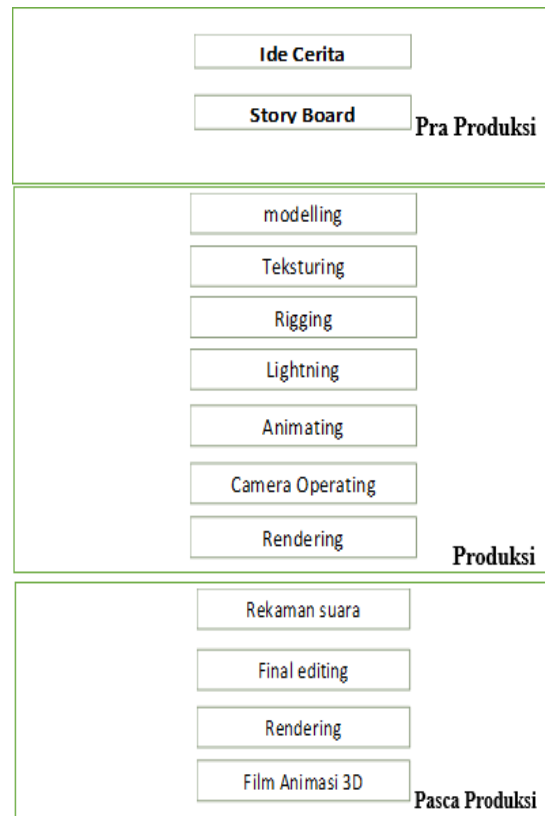 Ide Cerita
Story Board
Pra Produksi
modelling
Teksturing
Rigging
Lightning
Animating
Camera Operating
Rendering
Produksi
Rekaman suara
Final editing
Rendering
Film Animasi 3D
Pasca Produksi